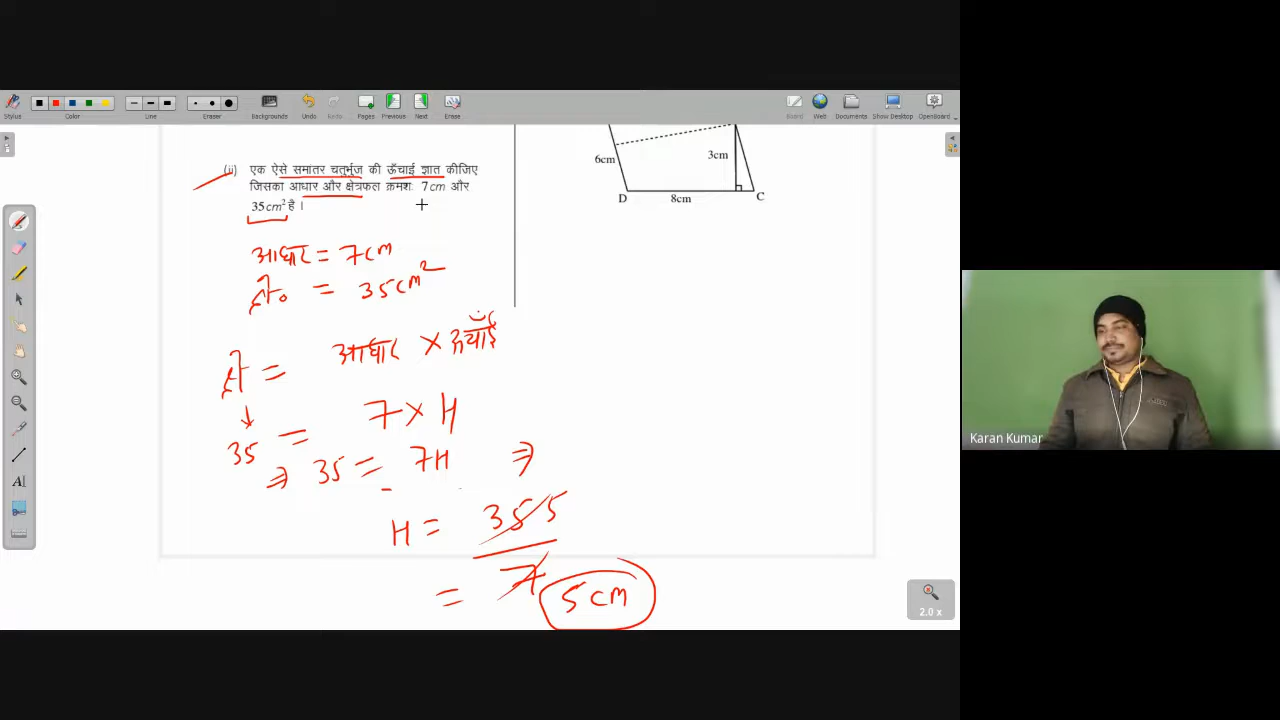 Stylus Color Line Eraser Backgrounds Undo Redo Pages Previous Next Erase Board Web Documents Show Desktop OpenBoard
(ii) एक ऐसे समांतर चतुर्भुज की ऊँचाई ज्ञात कीजिए
जिसका आधार और क्षेत्रफल क्रमशः 7cm और
35cm² है ।
6cm
3cm
D
8cm
C
आधार = 7cm
क्षे० = 35cm²
क्षे = आधार × ऊँचाई
35 = 7 × H
⇒ 35 = 7H ⇒
H = 35 5
7
= 5cm
Karan Kumar
2.0 x